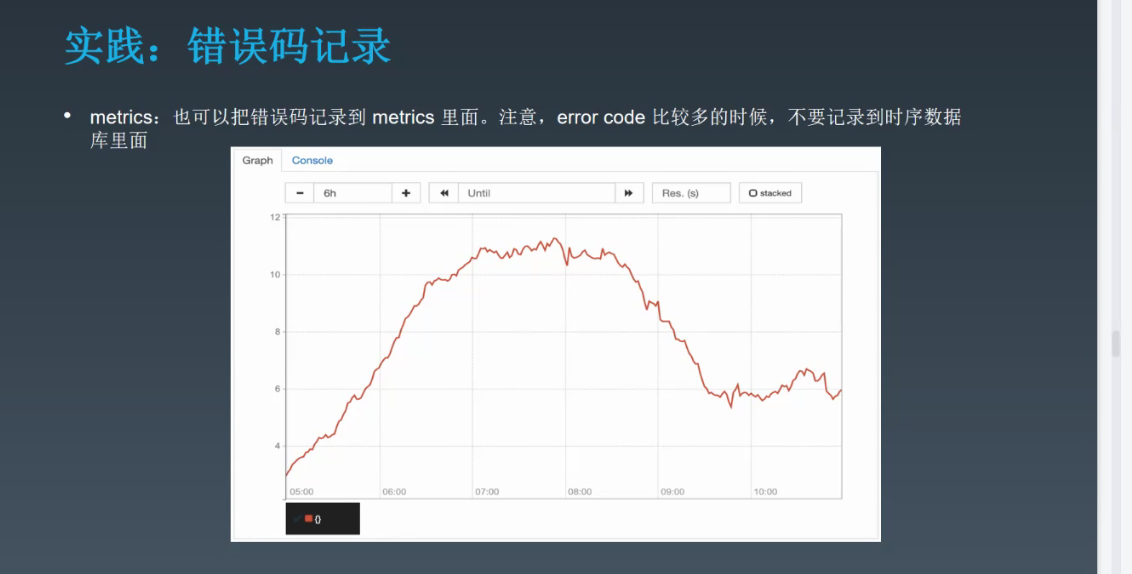 实践：错误码记录
• metrics：也可以把错误码记录到 metrics 里面。注意，error code 比较多的时候，不要记录到时序数据
库里面
Graph Console
6h Until Res. (s) stacked
12
10
8
6
4
05:00 06:00 07:00 08:00 09:00 10:00
{}